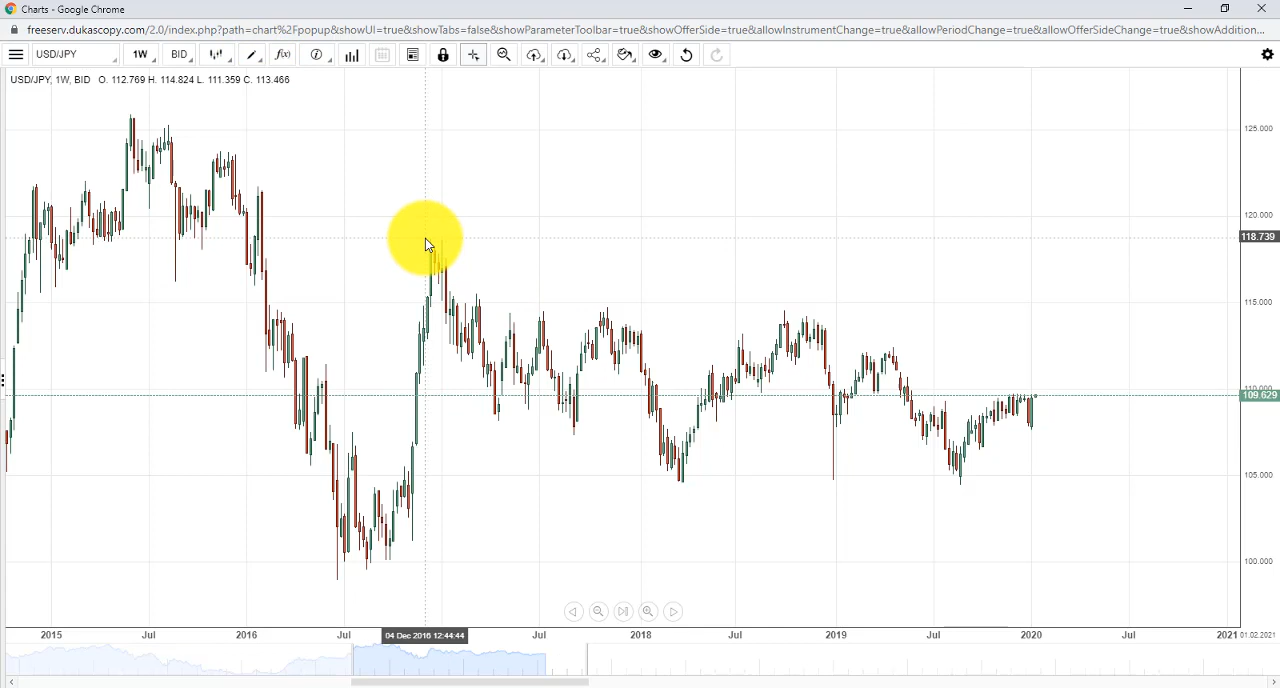 Charts - Google Chrome
freeserv.dukascopy.com/2.0/index.php?path=chart%2Fpopup&showUI=true&showTabs=false&showParameterToolbar=true&showOfferSide=true&allowInstrumentChange=true&allowPeriodChange=true&allowOfferSideChange=true&showAddition...
USD/JPY 1W BID f(x)
USD/JPY, 1W, BID O. 112.769 H. 114.824 L. 111.359 C. 113.466
125.000
120.000
118.739
115.000
110.000
109.629
105.000
100.000
2015 Jul 2016 Jul 04 Dec 2016 12:44:44 Jul 2018 Jul 2019 Jul 2020 Jul 2021 01.02.2021